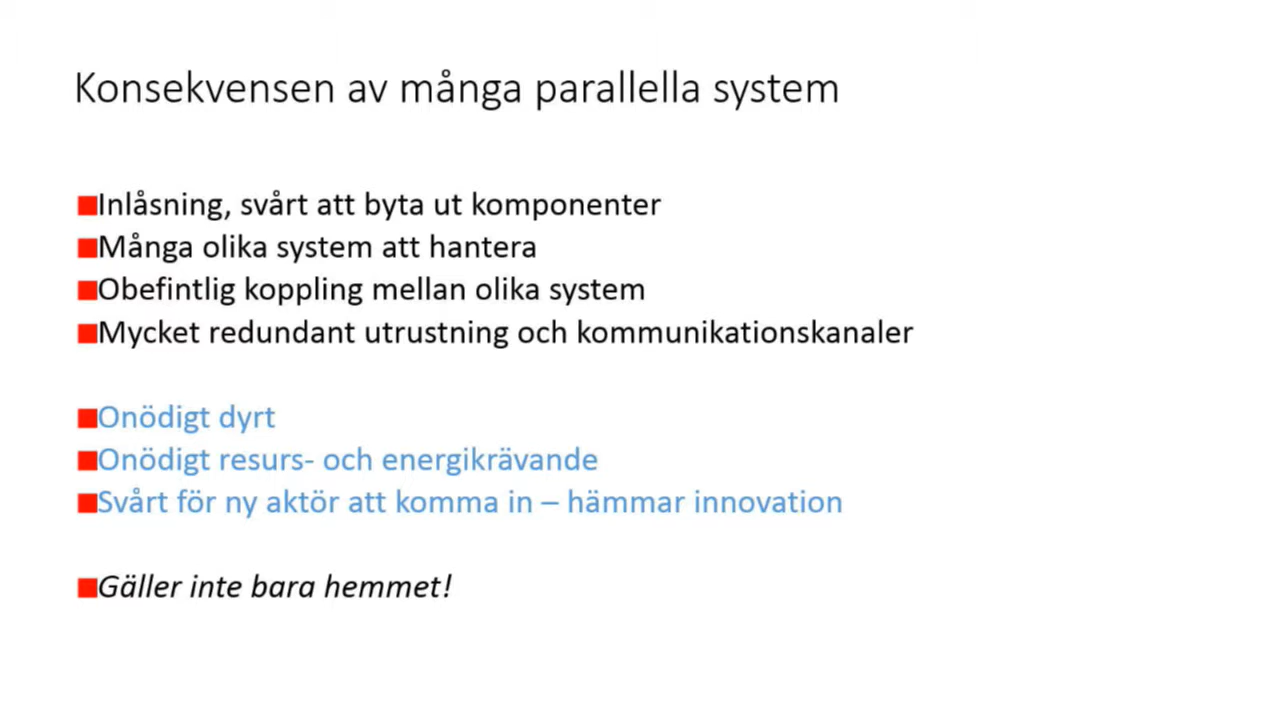 Konsekvensen av många parallella system
Inlåsning, svårt att byta ut komponenter
Många olika system att hantera
Obefintlig koppling mellan olika system
Mycket redundant utrustning och kommunikationskanaler
Onödigt dyrt
Onödigt resurs- och energikrävande
Svårt för ny aktör att komma in – hämmar innovation
Gäller inte bara hemmet!